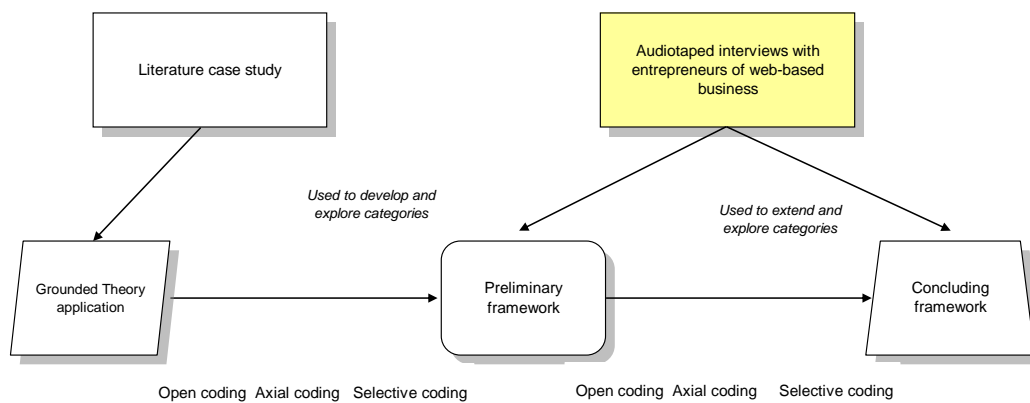 Literature case study
Audiotaped interviews with
entrepreneurs of web-based
business
Used to develop and
explore categories
Used to extend and
explore categories
Grounded Theory
application
Preliminary
framework
Concluding
framework
Open coding Axial coding Selective coding
Open coding Axial coding Selective coding